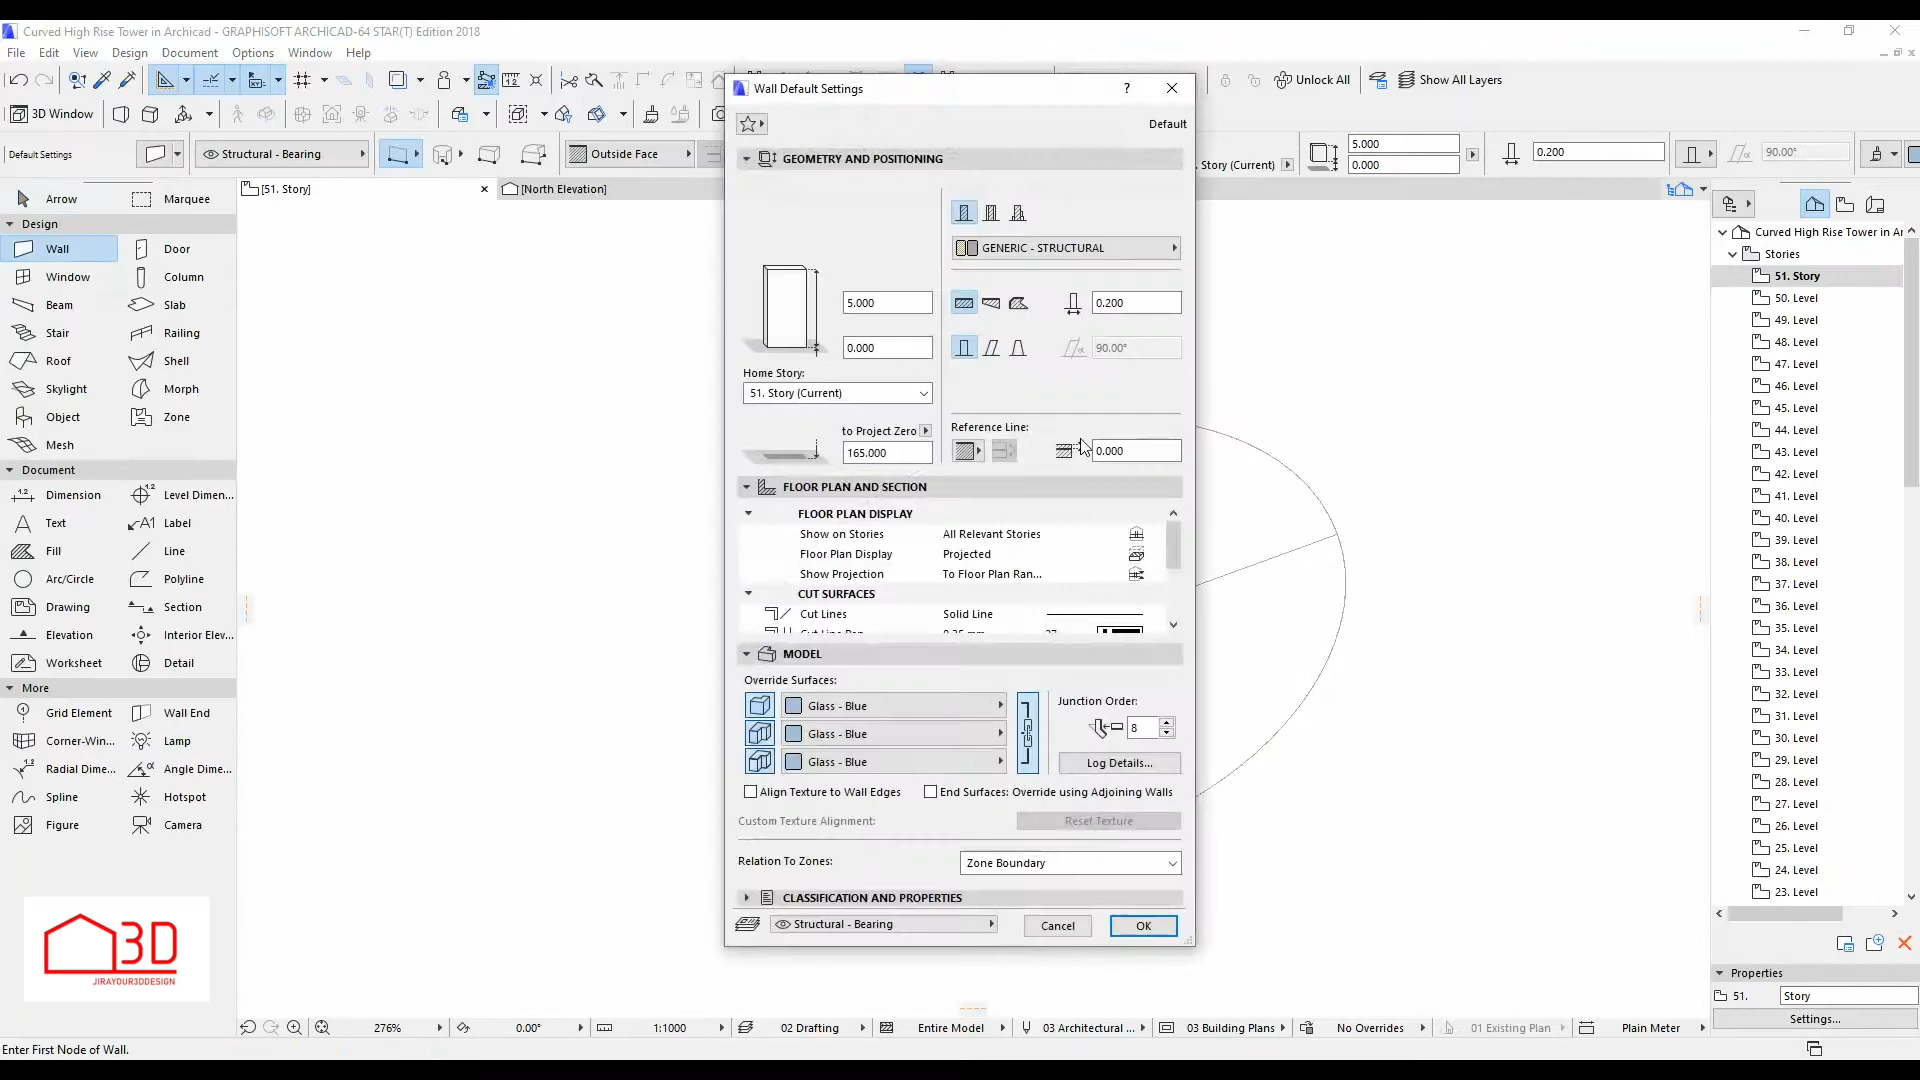 Curved High Rise Tower in Archicad - GRAPHISOFT ARCHICAD-64 STAR(T) Edition 2018
File Edit View Design Document Options Window Help
Unlock All Show All Layers
3D Window
Default Settings Structural - Bearing Outside Face Story (Current) 5.000 0.000 0.200 90.00°
[51. Story] [North Elevation]
Wall Default Settings
Default
GEOMETRY AND POSITIONING
GENERIC - STRUCTURAL
5.000
0.200
0.000
90.00°
Home Story:
51. Story (Current)
to Project Zero
165.000
Reference Line:
0.000
FLOOR PLAN AND SECTION
FLOOR PLAN DISPLAY
Show on Stories All Relevant Stories
Floor Plan Display Projected
Show Projection To Floor Plan Ran...
CUT SURFACES
Cut Lines Solid Line
MODEL
Override Surfaces:
Glass - Blue
Glass - Blue
Glass - Blue
Junction Order:
8
Log Details...
Align Texture to Wall Edges End Surfaces: Override using Adjoining Walls
Custom Texture Alignment: Reset Texture
Relation To Zones: Zone Boundary
CLASSIFICATION AND PROPERTIES
Structural - Bearing Cancel OK
Arrow Marquee
Design
Wall Door
Window Column
Beam Slab
Stair Railing
Roof Shell
Skylight Morph
Object Zone
Mesh
Document
Dimension Level Dimen...
Text Label
Fill Line
Arc/Circle Polyline
Drawing Section
Elevation Interior Elev...
Worksheet Detail
More
Grid Element Wall End
Corner-Win... Lamp
Radial Dime... Angle Dime...
Spline Hotspot
Figure Camera
3D
JIRAYOUR3DDESIGN
Curved High Rise Tower in Ar
Stories
51. Story
50. Level
49. Level
48. Level
47. Level
46. Level
45. Level
44. Level
43. Level
42. Level
41. Level
40. Level
39. Level
38. Level
37. Level
36. Level
35. Level
34. Level
33. Level
32. Level
31. Level
30. Level
29. Level
28. Level
27. Level
26. Level
25. Level
24. Level
23. Level
Properties
51. Story
Settings...
276% 0.00° 1:1000 02 Drafting Entire Model 03 Architectural ... 03 Building Plans No Overrides 01 Existing Plan Plain Meter
Enter First Node of Wall.